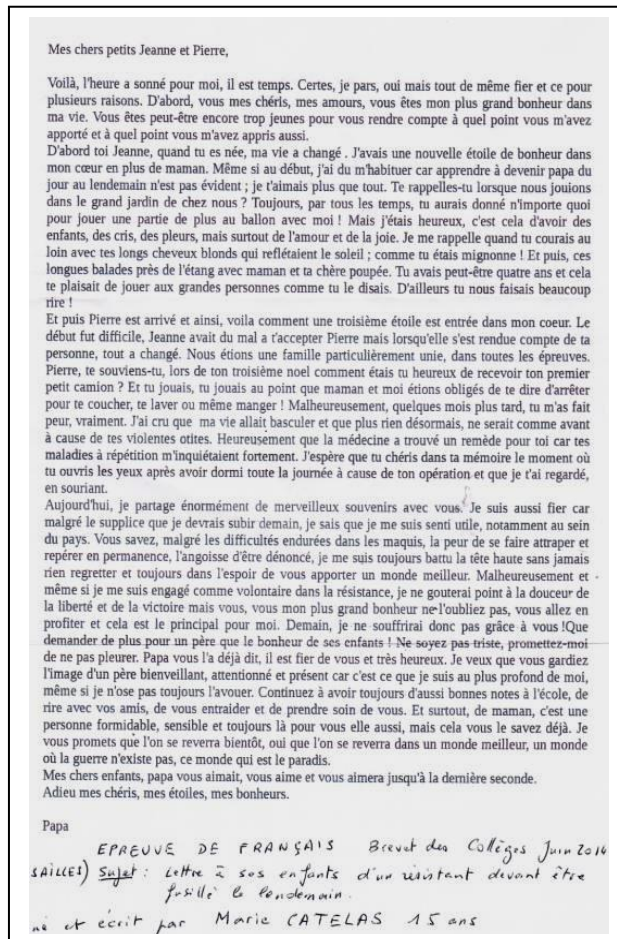 Mes chers petits Jeanne et Pierre,
Voilà, l'heure a sonné pour moi, il est temps. Certes, je pars, oui mais tout de même fier et ce pour
plusieurs raisons. D'abord, vous mes chéris, mes amours, vous êtes mon plus grand bonheur dans
ma vie. Vous êtes peut-être encore trop jeunes pour vous rendre compte à quel point vous m'avez
apporté et à quel point vous m'avez appris aussi.
D'abord toi Jeanne, quand tu es née, ma vie a changé . J'avais une nouvelle étoile de bonheur dans
mon cœur en plus de maman. Même si au début, j'ai du m'habituer car apprendre à devenir papa du
jour au lendemain n'est pas évident ; je t'aimais plus que tout. Te rappelles-tu lorsque nous jouions
dans le grand jardin de chez nous ? Toujours, par tous les temps, tu aurais donné n'importe quoi
pour jouer une partie de plus au ballon avec moi ! Mais j'étais heureux, c'est cela d'avoir des
enfants, des cris, des pleurs, mais surtout de l'amour et de la joie. Je me rappelle quand tu courais au
loin avec tes longs cheveux blonds qui reflétaient le soleil ; comme tu étais mignonne ! Et puis, ces
longues balades près de l'étang avec maman et ta chère poupée. Tu avais peut-être quatre ans et cela
te plaisait de jouer aux grandes personnes comme tu le disais. D'ailleurs tu nous faisais beaucoup
rire !
Et puis Pierre est arrivé et ainsi, voila comment une troisième étoile est entrée dans mon coeur. Le
début fut difficile, Jeanne avait du mal a t'accepter Pierre mais lorsqu'elle s'est rendue compte de ta
personne, tout a changé. Nous étions une famille particulièrement unie, dans toutes les épreuves.
Pierre, te souviens-tu, lors de ton troisième noel comment étais tu heureux de recevoir ton premier
petit camion ? Et tu jouais, tu jouais au point que maman et moi étions obligés de te dire d'arrêter
pour te coucher, te laver ou même manger ! Malheureusement, quelques mois plus tard, tu m'as fait
peur, vraiment. J'ai cru que ma vie allait basculer et que plus rien désormais, ne serait comme avant
à cause de tes violentes otites. Heureusement que la médecine a trouvé un remède pour toi car tes
maladies à répétition m'inquiétaient fortement. J'espère que tu chéris dans ta mémoire le moment où
tu ouvris les yeux après avoir dormi toute la journée à cause de ton opération et que je t'ai regardé,
en souriant.
Aujourd'hui, je partage énormément de merveilleux souvenirs avec vous. Je suis aussi fier car
malgré le supplice que je devrais subir demain, je sais que je me suis senti utile, notamment au sein
du pays. Vous savez, malgré les difficultés endurées dans les maquis, la peur de se faire attraper et
repérer en permanence, l'angoisse d'être dénoncé, je me suis toujours battu la tête haute sans jamais
rien regretter et toujours dans l'espoir de vous apporter un monde meilleur. Malheureusement et
même si je me suis engagé comme volontaire dans la résistance, je ne gouterai point à la douceur de
la liberté et de la victoire mais vous, vous mon plus grand bonheur ne l'oubliez pas, vous allez en
profiter et cela est le principal pour moi. Demain, je ne souffrirai donc pas grâce à vous !Que
demander de plus pour un père que le bonheur de ses enfants ! Ne soyez pas triste, promettez-moi
de ne pas pleurer. Papa vous l'a déjà dit, il est fier de vous et très heureux. Je veux que vous gardiez
l'image d'un père bienveillant, attentionné et présent car c'est ce que je suis au plus profond de moi,
même si je n'ose pas toujours l'avouer. Continuez à avoir toujours d'aussi bonnes notes à l'école, de
rire avec vos amis, de vous entraider et de prendre soin de vous. Et surtout, de maman, c'est une
personne formidable, sensible et toujours là pour vous elle aussi, mais cela vous le savez déjà. Je
vous promets que l'on se reverra bientôt, oui que l'on se reverra dans un monde meilleur, un monde
où la guerre n'existe pas, ce monde qui est le paradis.
Mes chers enfants, papa vous aimait, vous aime et vous aimera jusqu'à la dernière seconde.
Adieu mes chéris, mes étoiles, mes bonheurs.
Papa
EPREUVE DE FRANÇAIS Brevet des Collèges Juin 2014
SAILLES) Sujet : Lettre à ses enfants d'un résistant devant être
fusillé le lendemain.
né et écrit par Marie CATELAS 15 ans